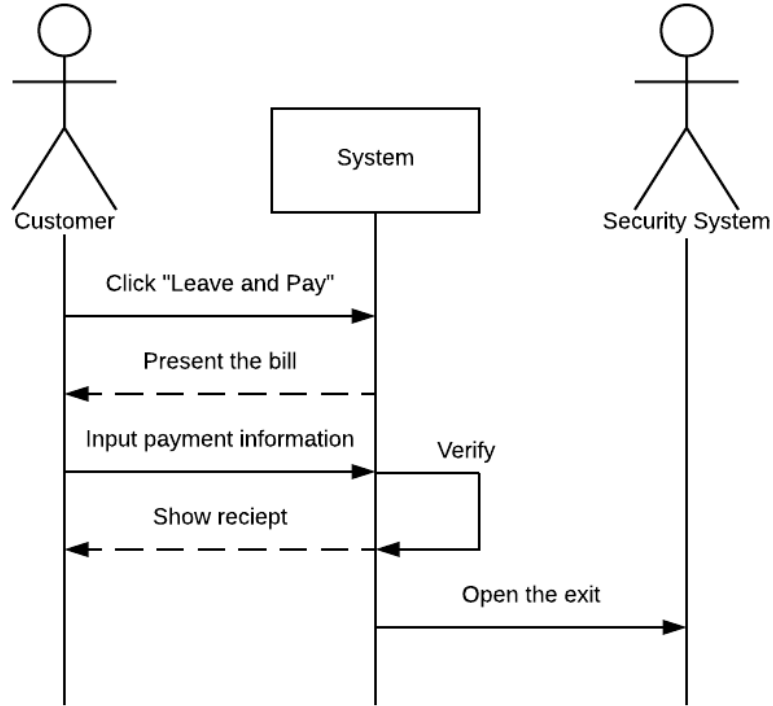 System
Customer
Security System
Click "Leave and Pay"
Present the bill
Input payment information
Verify
Show reciept
Open the exit